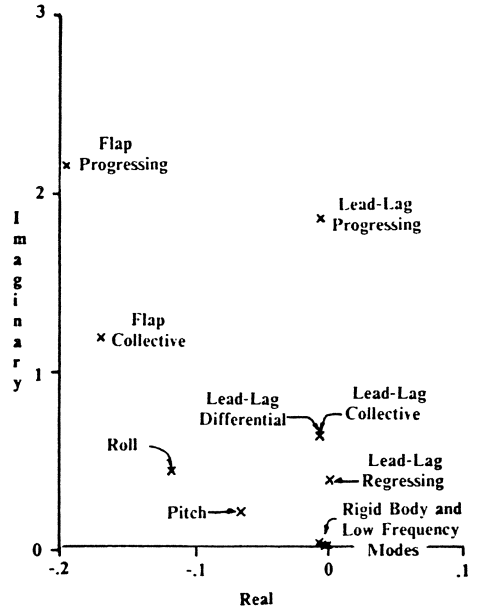 3
Flap
Progressing
2
Lead-Lag
Progressing
Imaginary
Flap
Collective
1
Lead-Lag
Differential
Lead-Lag
Collective
Roll
Lead-Lag
Regressing
Pitch
Rigid Body and
Low Frequency
Modes
0
-.2
-.1
0
.1
Real